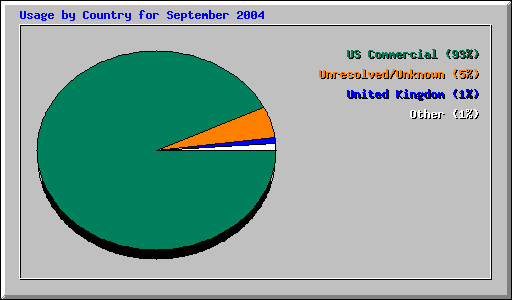 Usage by Country for September 2004
US Commercial (93%)
Unresolved/Unknown (5%)
United Kingdom (1%)
Other (1%)